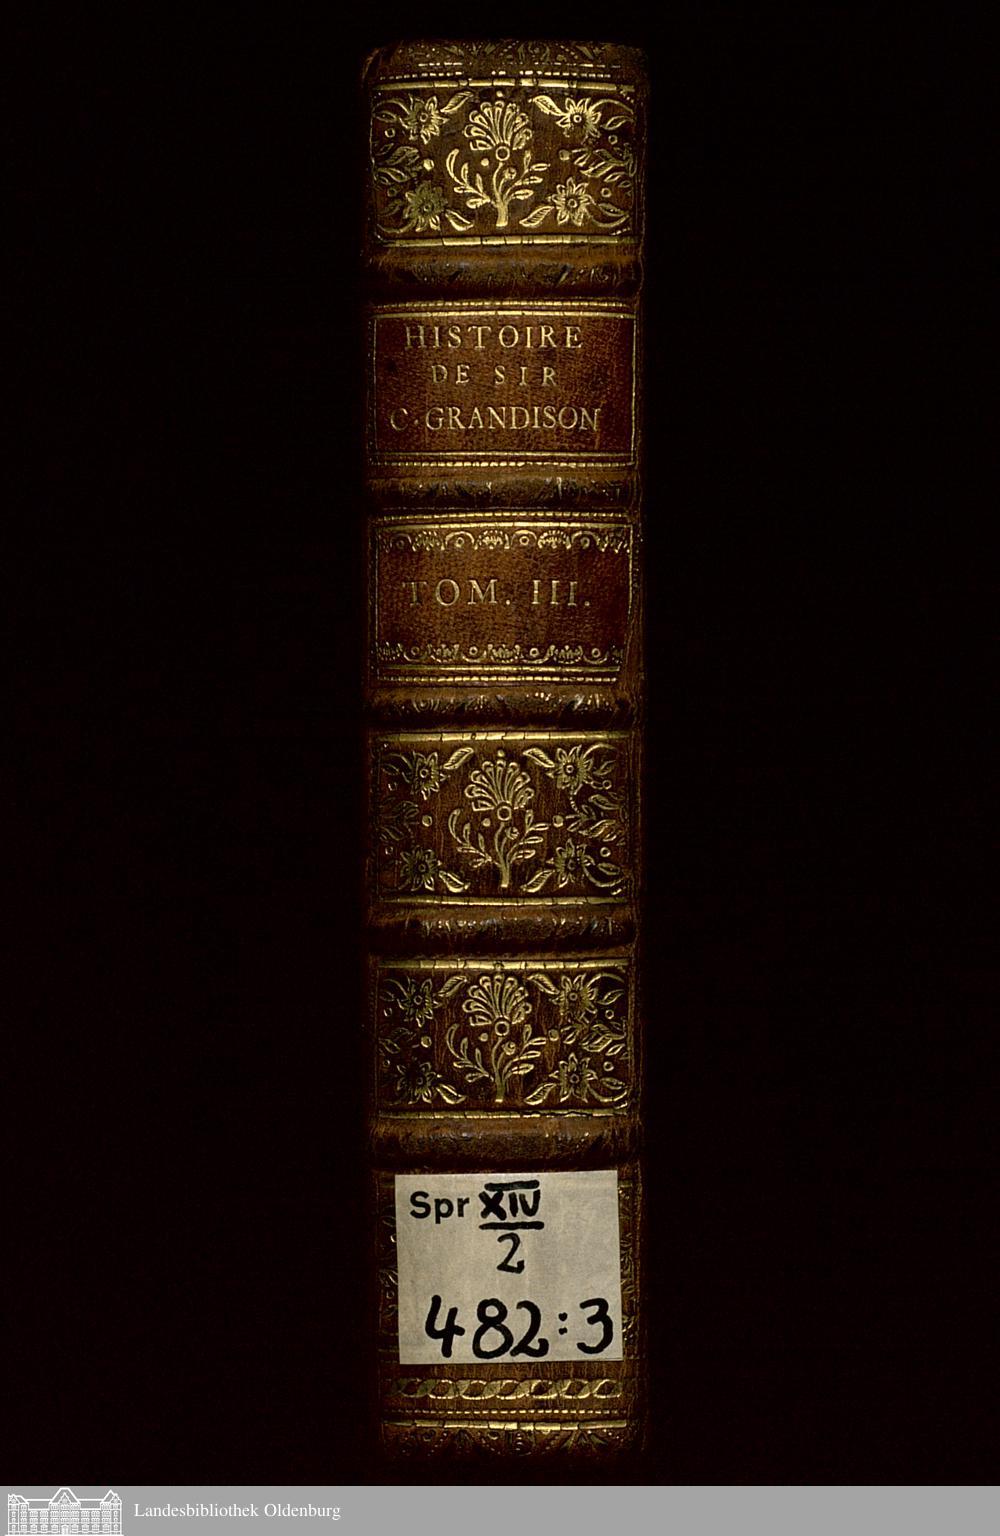 HISTOIRE
DE SIR
C. GRANDISON
TOM. III.
Spr XIV
2
482:3
Landesbibliothek Oldenburg